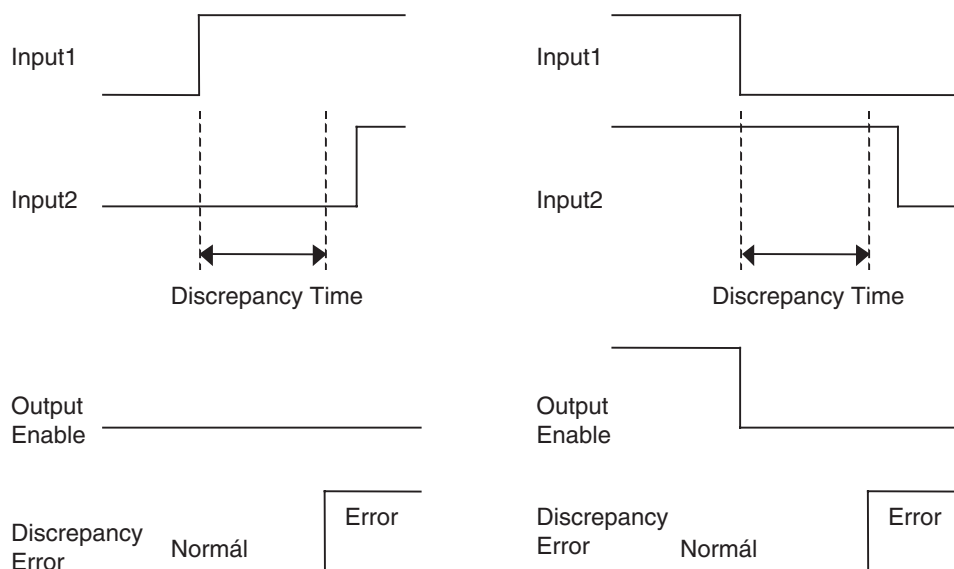 Input1
Input2
Discrepancy Time
Output
Enable
Discrepancy
Error
Normál
Error
Input1
Input2
Discrepancy Time
Output
Enable
Discrepancy
Error
Normál
Error